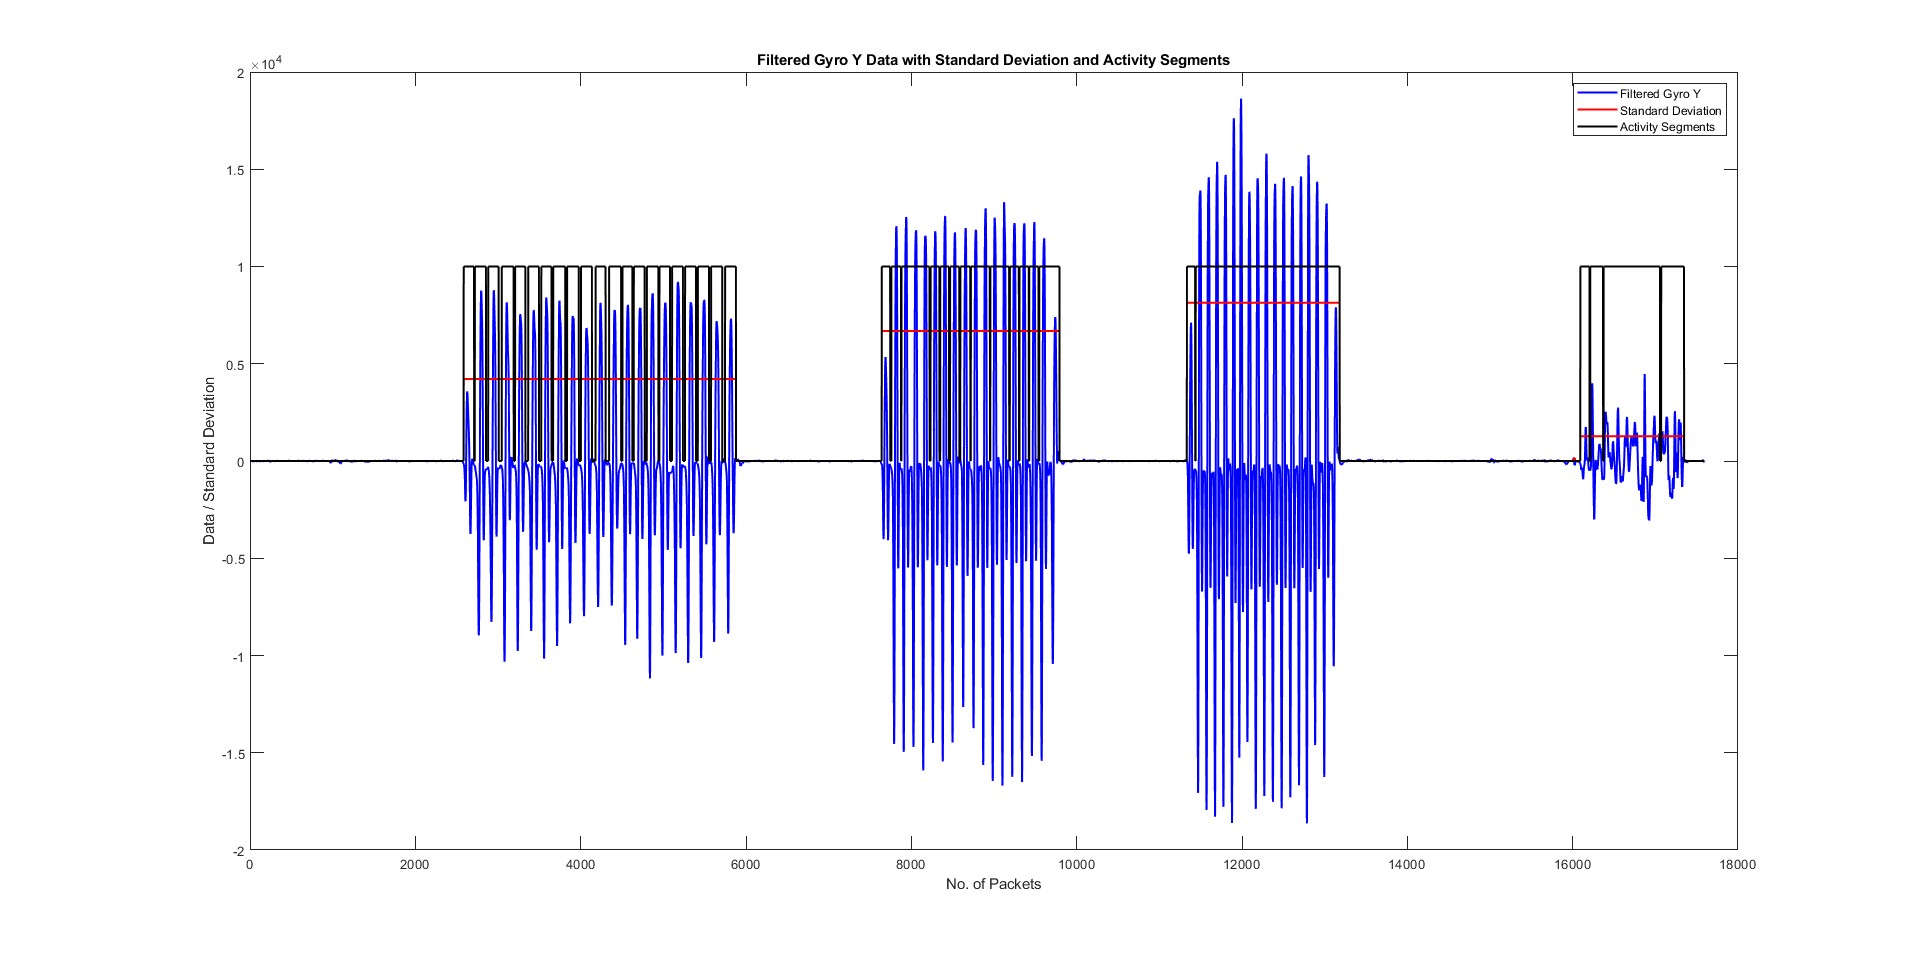 Filtered Gyro Y Data with Standard Deviation and Activity Segments
×10⁴
2
1.5
1
0.5
0
-0.5
-1
-1.5
-2
Data / Standard Deviation
Filtered Gyro Y
Standard Deviation
Activity Segments
0 2000 4000 6000 8000 10000 12000 14000 16000 18000
No. of Packets